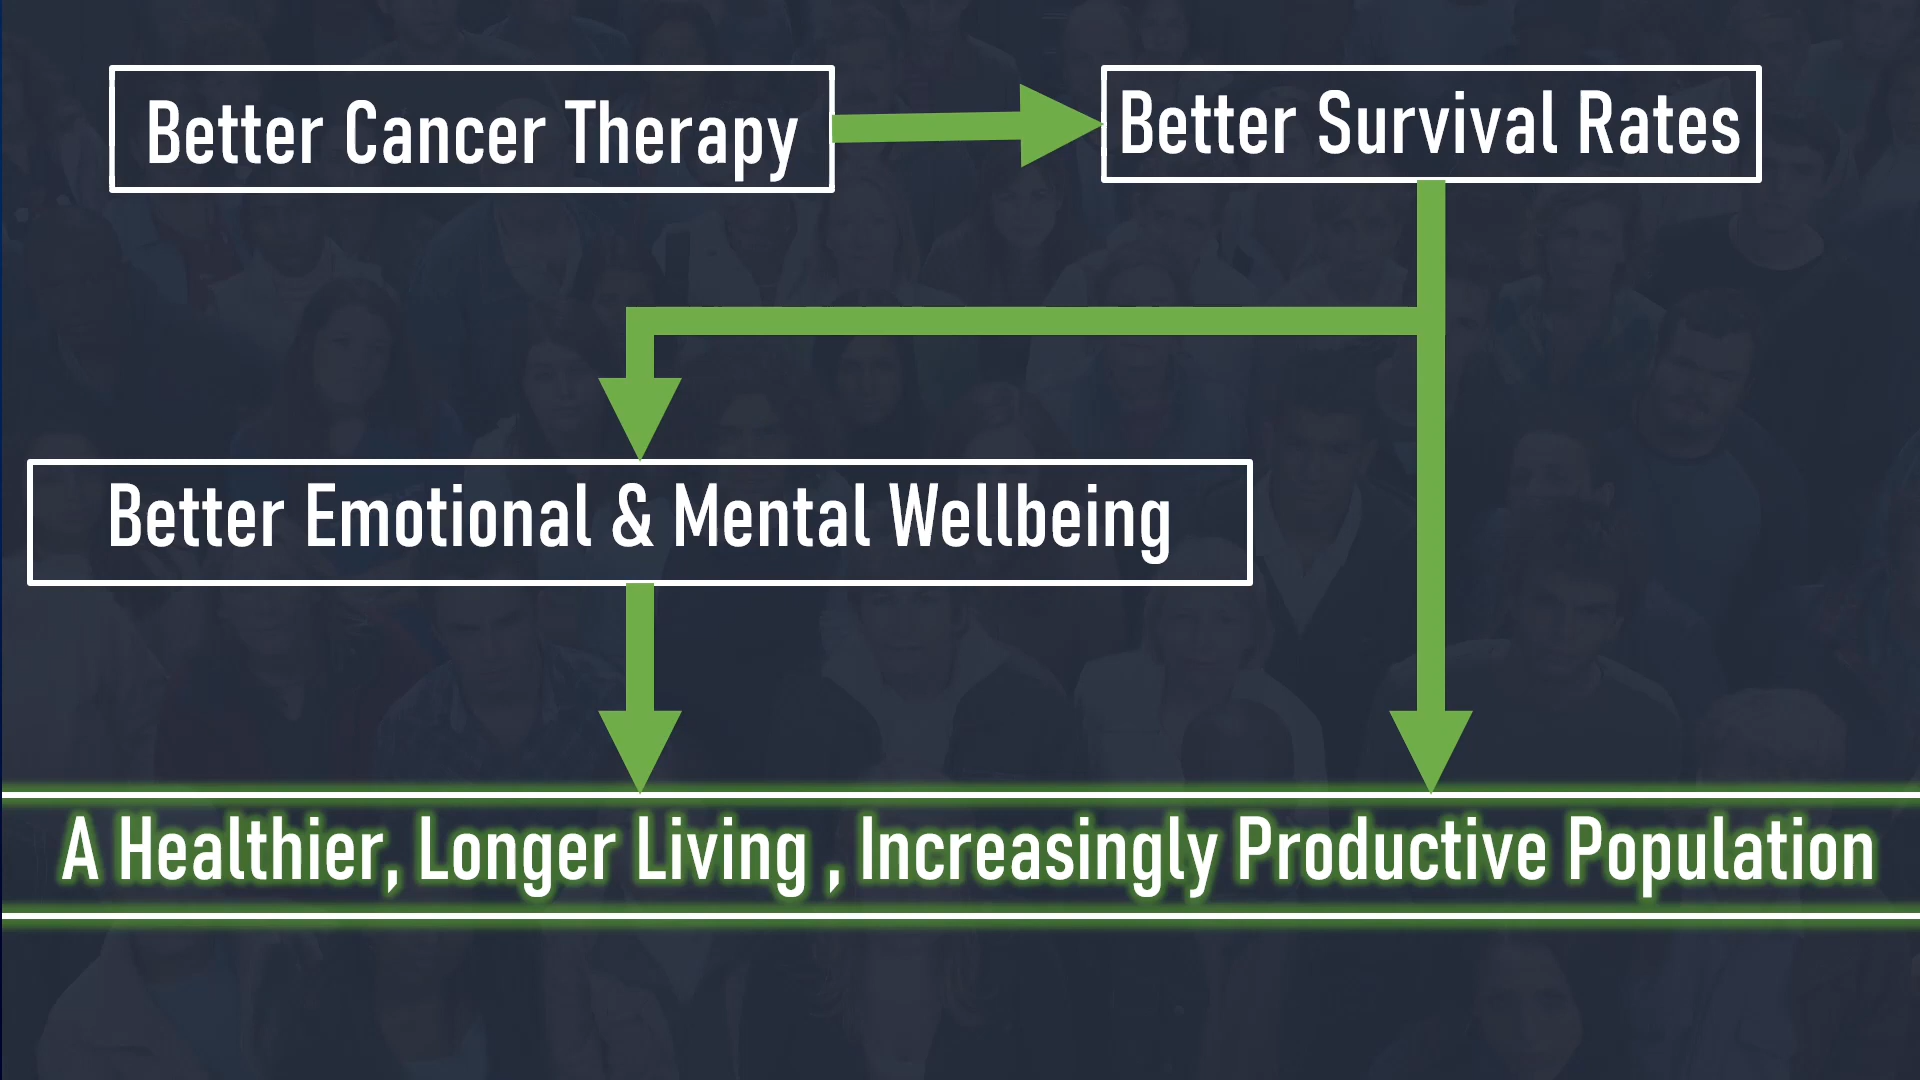 Better Cancer Therapy
Better Survival Rates
Better Emotional & Mental Wellbeing
A Healthier, Longer Living , Increasingly Productive Population